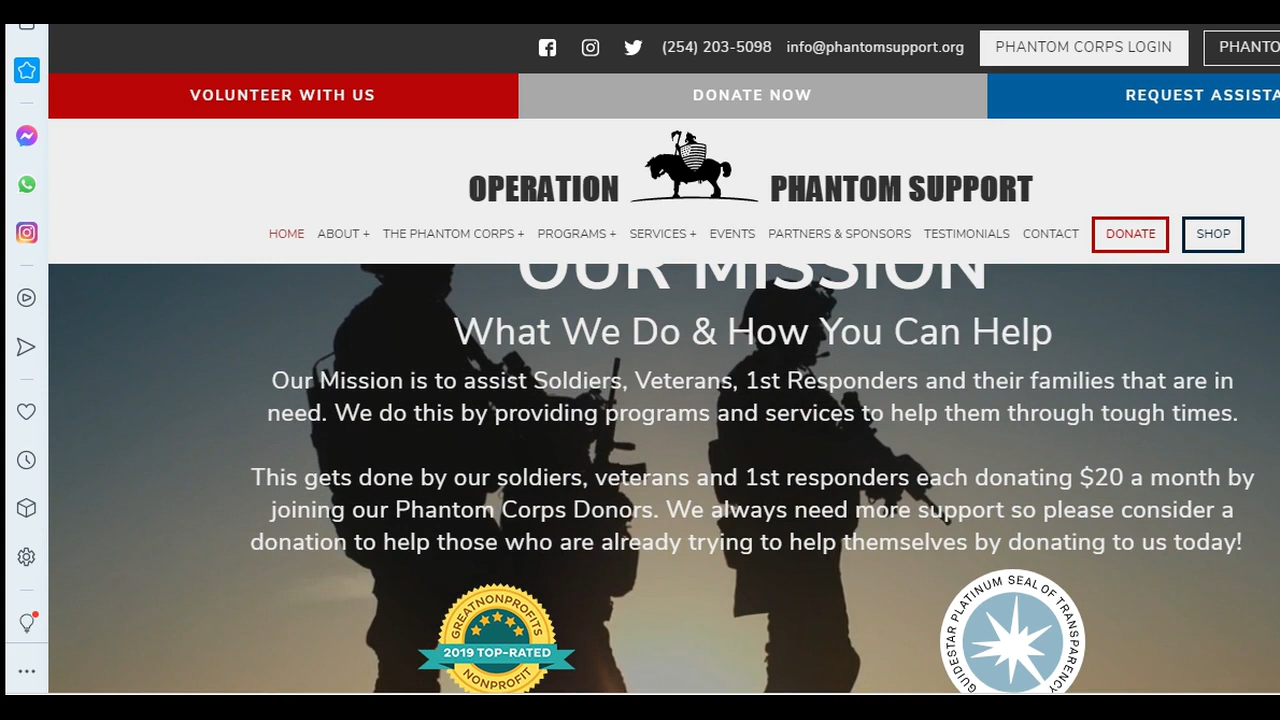 (254) 203-5098 info@phantomsupport.org PHANTOM CORPS LOGIN PHANTO
VOLUNTEER WITH US DONATE NOW REQUEST ASSISTA
OPERATION PHANTOM SUPPORT
HOME ABOUT + THE PHANTOM CORPS + PROGRAMS + SERVICES + EVENTS PARTNERS & SPONSORS TESTIMONIALS CONTACT DONATE SHOP
OUR MISSION
What We Do & How You Can Help
Our Mission is to assist Soldiers, Veterans, 1st Responders and their families that are in
need. We do this by providing programs and services to help them through tough times.
This gets done by our soldiers, veterans and 1st responders each donating $20 a month by
joining our Phantom Corps Donors. We always need more support so please consider a
donation to help those who are already trying to help themselves by donating to us today!
GREATNONPROFITS
2019 TOP-RATED
NONPROFIT
GUIDESTAR PLATINUM SEAL OF TRANSPARENCY